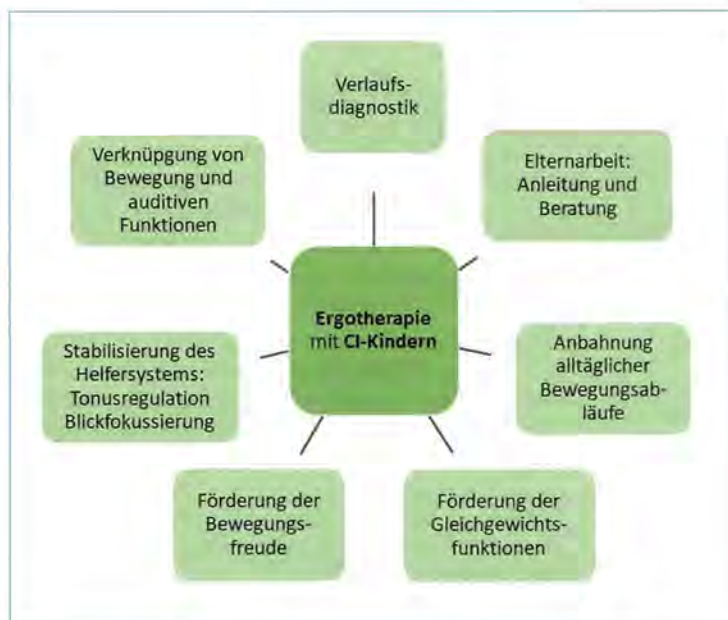 Verlaufs-
diagnostik
Elternarbeit:
Anleitung und
Beratung
Anbahnung
alltäglicher
Bewegungsab-
läufe
Förderung der
Gleichgewichts-
funktionen
Förderung der
Bewegungs-
freude
Stabilisierung des
Helfersystems:
Tonusregulation
Blickfokussierung
Verknüpgung von
Bewegung und
auditiven
Funktionen
Ergotherapie
mit CI-Kindern